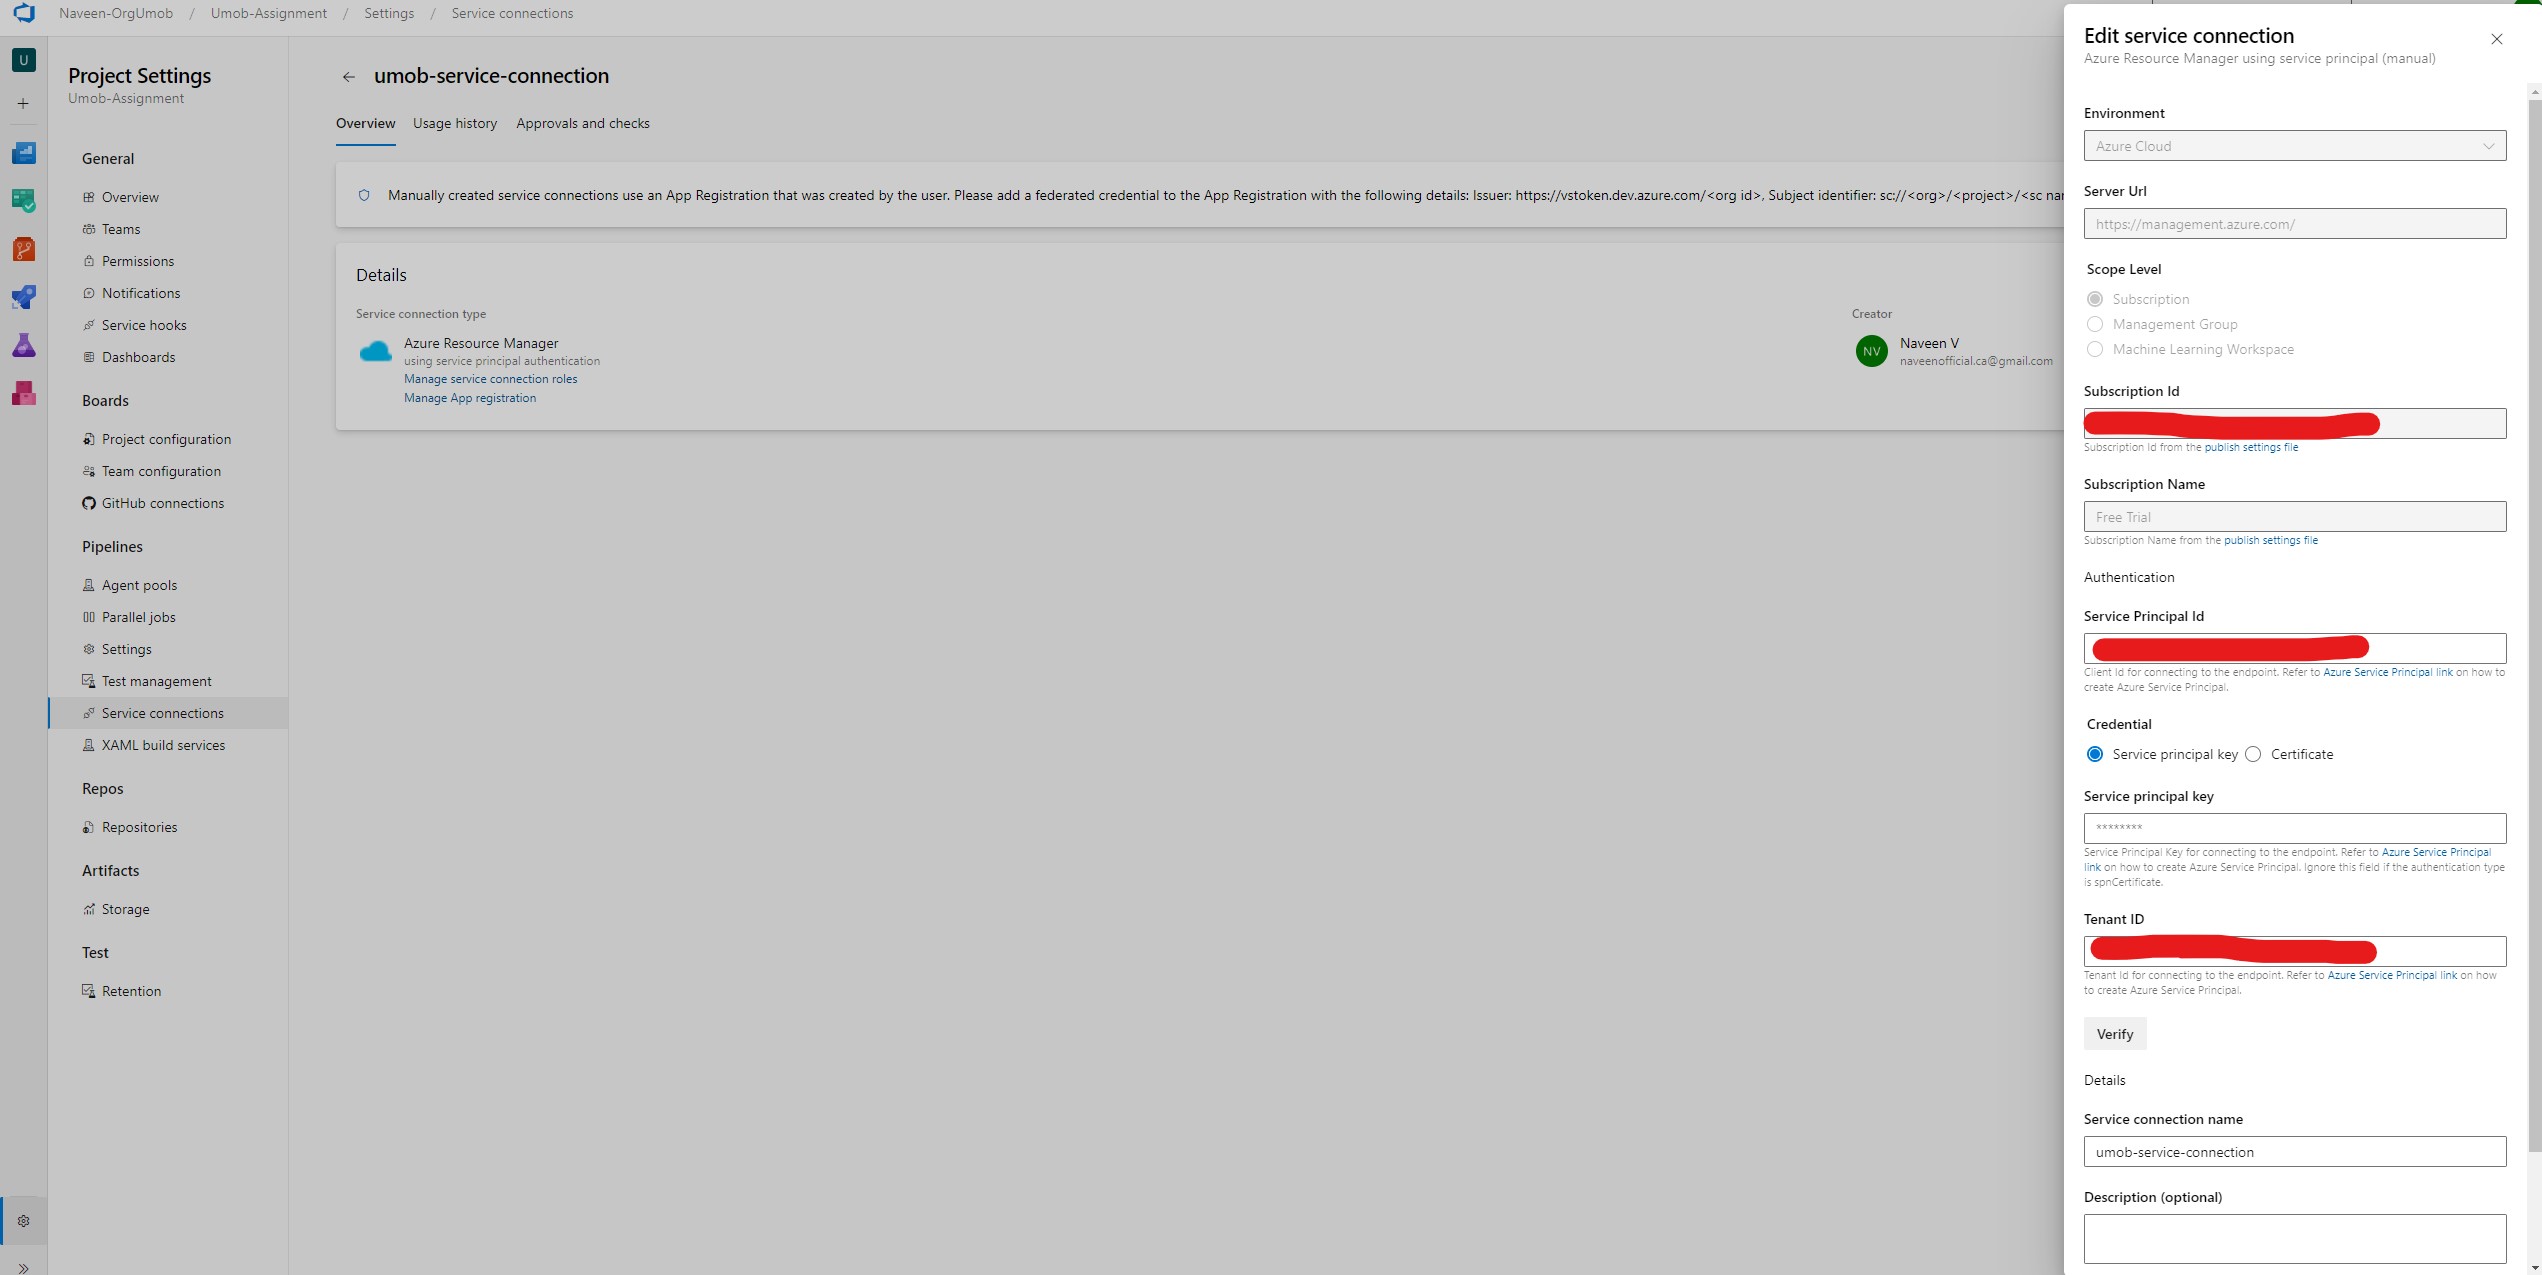 Naveen-OrgUmob / Umob-Assignment / Settings / Service connections
U
Project Settings
Umob-Assignment
General
Overview
Teams
Permissions
Notifications
Service hooks
Dashboards
Boards
Project configuration
Team configuration
GitHub connections
Pipelines
Agent pools
Parallel jobs
Settings
Test management
Service connections
XAML build services
Repos
Repositories
Artifacts
Storage
Test
Retention
umob-service-connection
Overview Usage history Approvals and checks
Manually created service connections use an App Registration that was created by the user. Please add a federated credential to the App Registration with the following details: Issuer: https://vstoken.dev.azure.com/<org id>, Subject identifier: sc://<org>/<project>/<sc nar
Details
Service connection type
Azure Resource Manager
using service principal authentication
Manage service connection roles
Manage App registration
Creator
NV
Naveen V
naveenofficial.ca@gmail.com
Edit service connection
Azure Resource Manager using service principal (manual)
Environment
Azure Cloud
Server Url
https://management.azure.com/
Scope Level
Subscription
Management Group
Machine Learning Workspace
Subscription Id
Subscription Id from the publish settings file
Subscription Name
Free Trial
Subscription Name from the publish settings file
Authentication
Service Principal Id
Client Id for connecting to the endpoint. Refer to Azure Service Principal link on how to
create Azure Service Principal.
Credential
Service principal key Certificate
Service principal key
********
Service Principal Key for connecting to the endpoint. Refer to Azure Service Principal
link on how to create Azure Service Principal. Ignore this field if the authentication type
is spnCertificate.
Tenant ID
Tenant Id for connecting to the endpoint. Refer to Azure Service Principal link on how
to create Azure Service Principal.
Verify
Details
Service connection name
umob-service-connection
Description (optional)